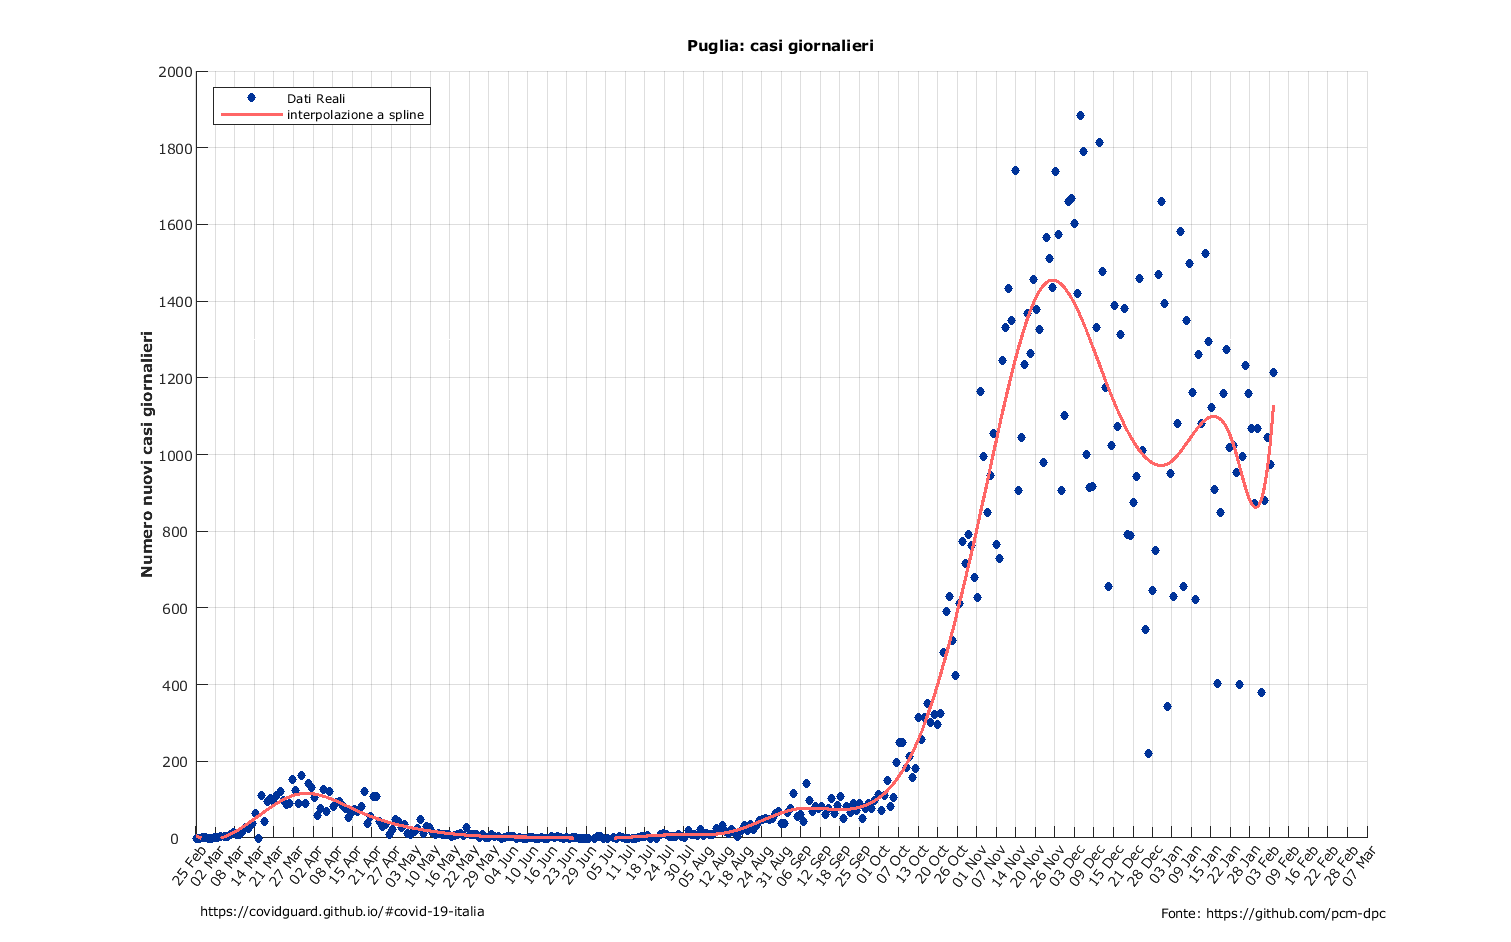 Puglia: casi giornalieri
Dati Reali
interpolazione a spline
Numero nuovi casi giornalieri
2000
1800
1600
1400
1200
1000
800
600
400
200
0
25 Feb
02 Mar
08 Mar
14 Mar
21 Mar
27 Mar
02 Apr
08 Apr
15 Apr
21 Apr
27 Apr
03 May
10 May
16 May
22 May
29 May
04 Jun
10 Jun
16 Jun
23 Jun
29 Jun
05 Jul
11 Jul
18 Jul
24 Jul
30 Jul
05 Aug
12 Aug
18 Aug
24 Aug
31 Aug
06 Sep
12 Sep
18 Sep
25 Sep
01 Oct
07 Oct
13 Oct
20 Oct
26 Oct
01 Nov
07 Nov
14 Nov
20 Nov
26 Nov
03 Dec
09 Dec
15 Dec
21 Dec
28 Dec
03 Jan
09 Jan
15 Jan
22 Jan
28 Jan
03 Feb
09 Feb
16 Feb
22 Feb
28 Feb
07 Mar
https://covidguard.github.io/#covid-19-italia
Fonte: https://github.com/pcm-dpc